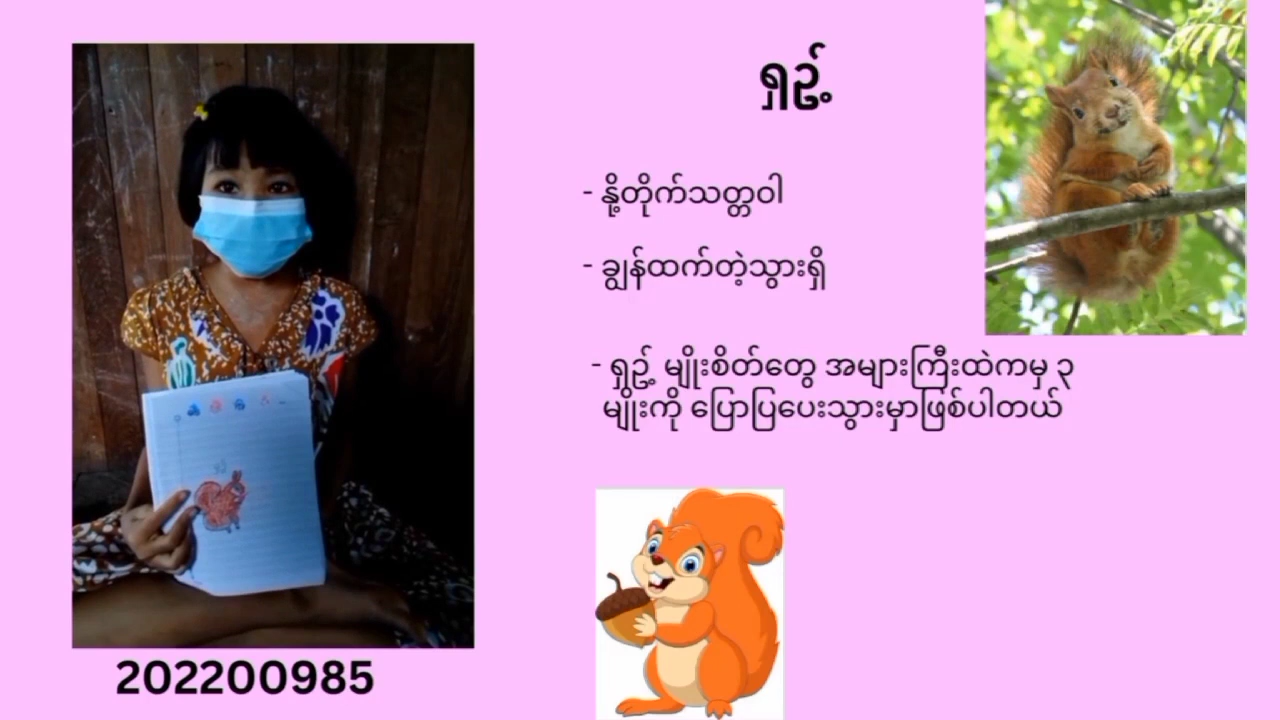 ရှဥ့်
- နို့တိုက်သတ္တဝါ
- ချွန်ထက်တဲ့သွားရှိ
- ရှဥ့် မျိုးစိတ်တွေ အများကြီးထဲကမှ ၃
မျိုးကို ပြောပြပေးသွားမှာဖြစ်ပါတယ်
202200985